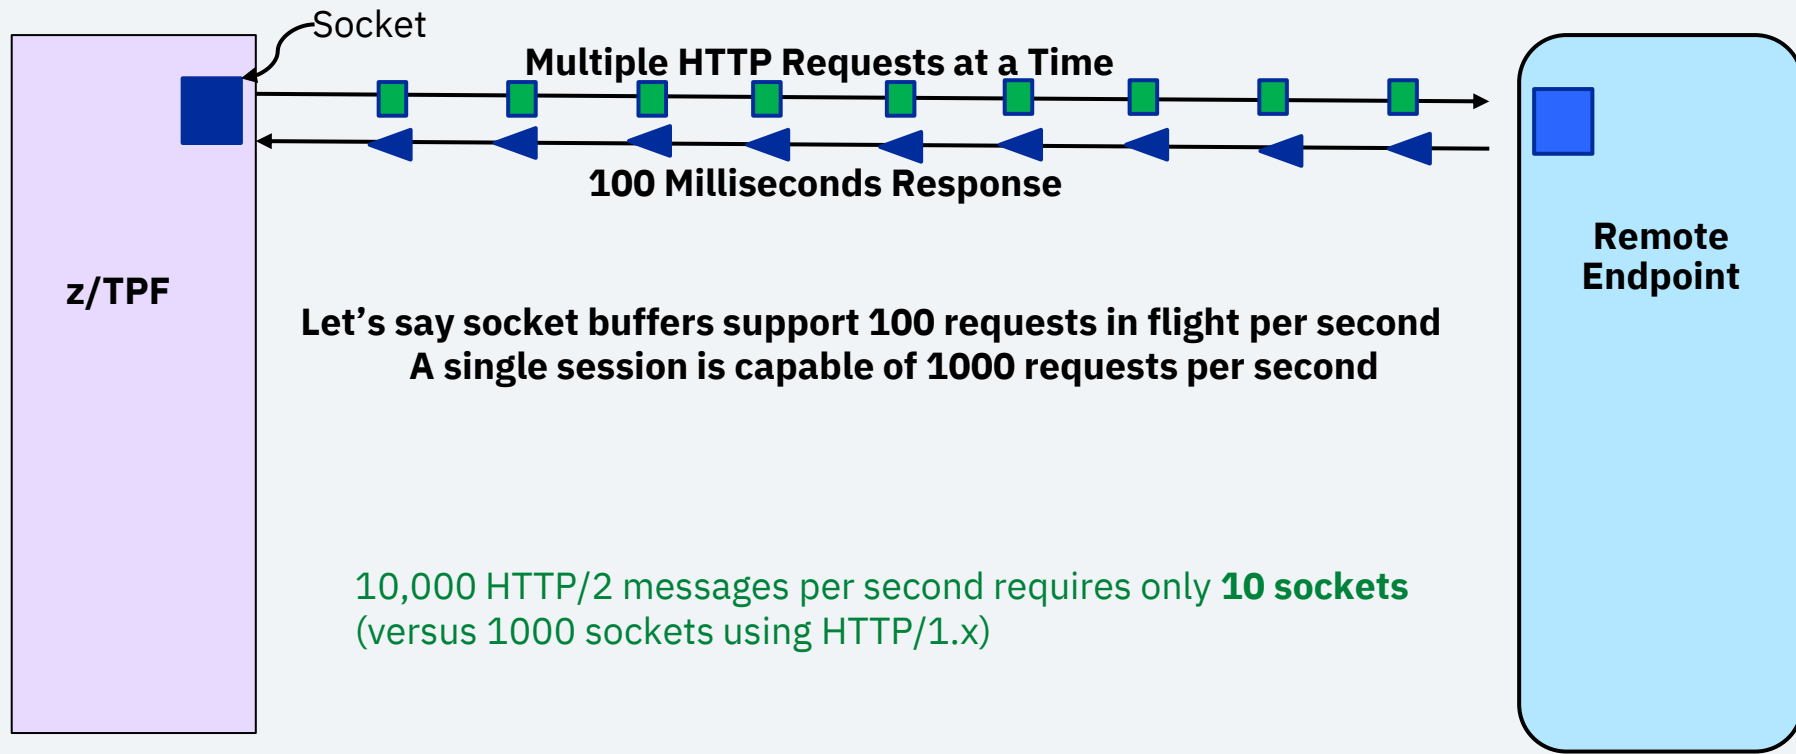 Socket
Multiple HTTP Requests at a Time
100 Milliseconds Response
z/TPF
Remote
Endpoint
Let’s say socket buffers support 100 requests in flight per second
A single session is capable of 1000 requests per second
10,000 HTTP/2 messages per second requires only 10 sockets
(versus 1000 sockets using HTTP/1.x)